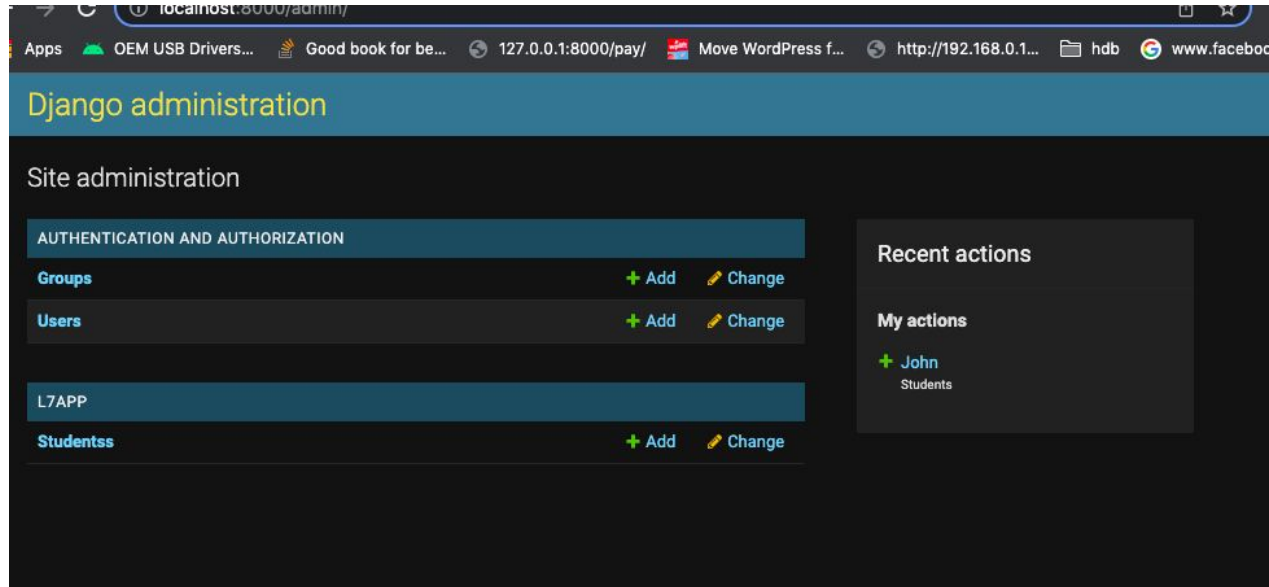 localhost:8000/admin/
Apps OEM USB Drivers... Good book for be... 127.0.0.1:8000/pay/ Move WordPress f... http://192.168.0.1... hdb www.faceboo
Django administration
Site administration
AUTHENTICATION AND AUTHORIZATION
Groups + Add Change
Users + Add Change
L7APP
Studentss + Add Change
Recent actions
My actions
+ John
Students